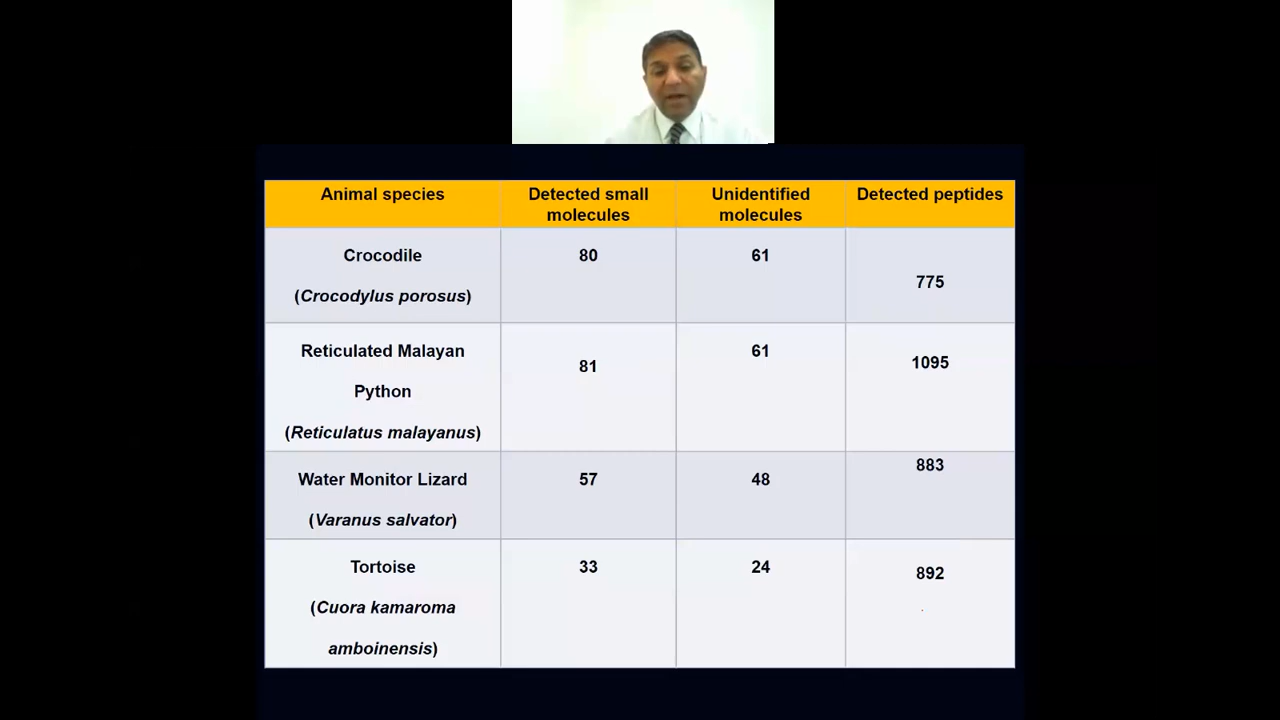 Animal species
Detected small
molecules
Unidentified
molecules
Detected peptides
Crocodile
(Crocodylus porosus)
80
61
775
Reticulated Malayan
Python
(Reticulatus malayanus)
81
61
1095
Water Monitor Lizard
(Varanus salvator)
57
48
883
Tortoise
(Cuora kamaroma
amboinensis)
33
24
892